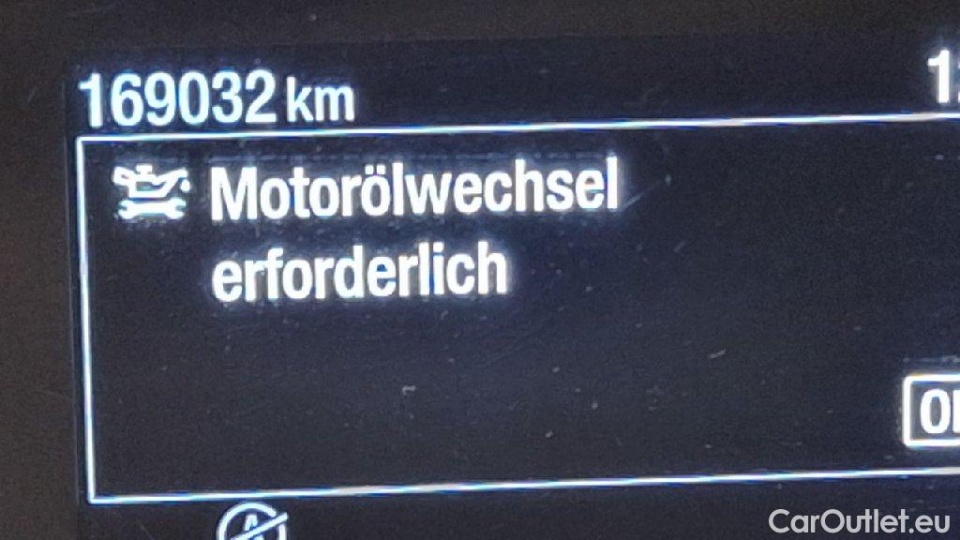 169032 km
Motorölwechsel
erforderlich
CarOutlet.eu